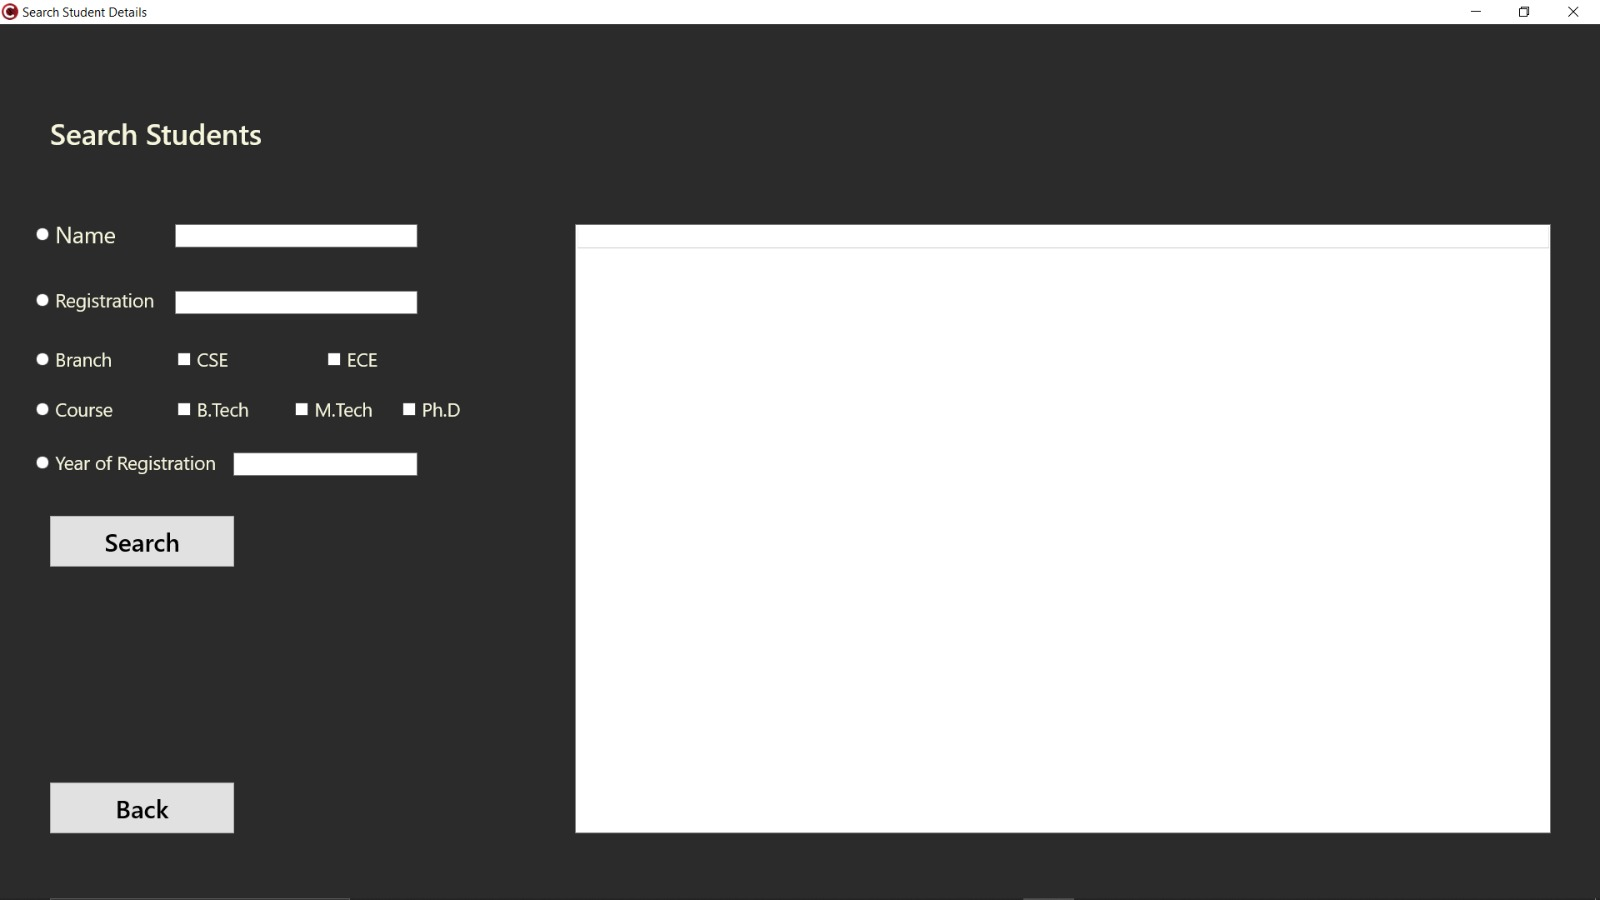 Search Student Details
Search Students
Name
Registration
Branch CSE ECE
Course B.Tech M.Tech Ph.D
Year of Registration
Search
Back